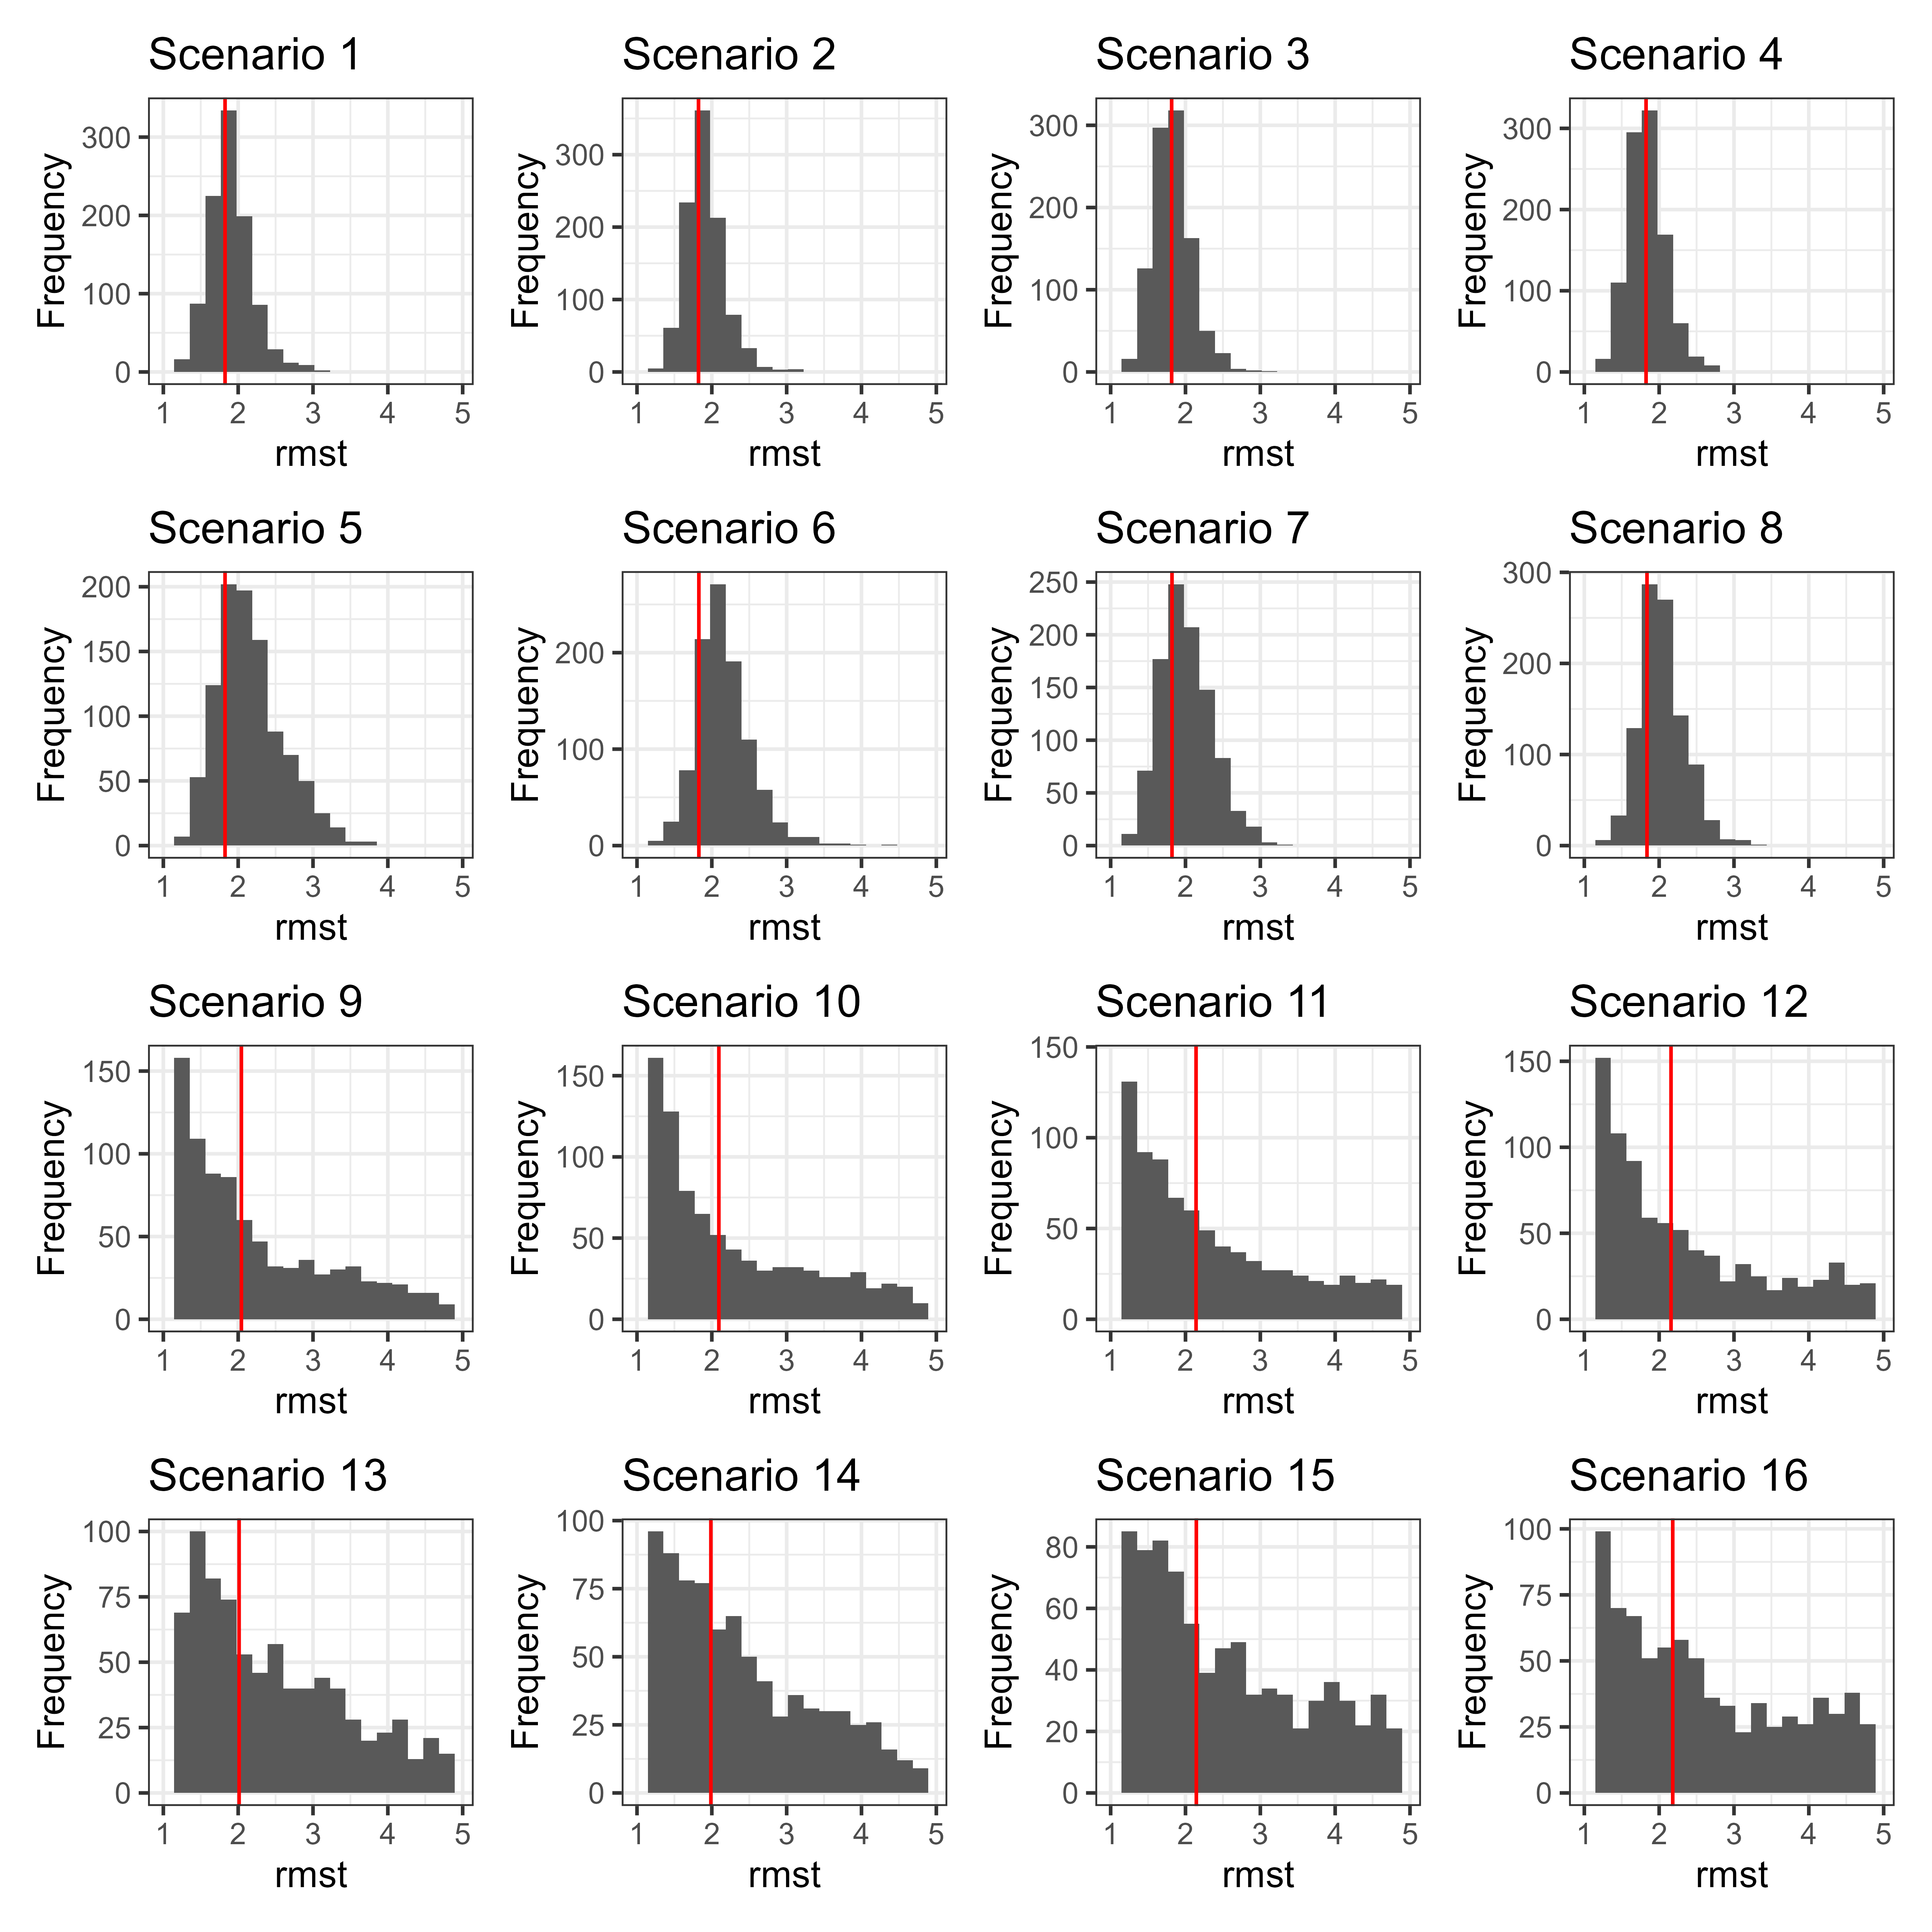 Scenario 1
Frequency
300
200
100
0
1 2 3 4 5
rmst
Scenario 2
Frequency
300
200
100
0
1 2 3 4 5
rmst
Scenario 3
Frequency
300
200
100
0
1 2 3 4 5
rmst
Scenario 4
Frequency
300
200
100
0
1 2 3 4 5
rmst
Scenario 5
Frequency
200
150
100
50
0
1 2 3 4 5
rmst
Scenario 6
Frequency
200
100
0
1 2 3 4 5
rmst
Scenario 7
Frequency
250
200
150
100
50
0
1 2 3 4 5
rmst
Scenario 8
Frequency
300
200
100
0
1 2 3 4 5
rmst
Scenario 9
Frequency
150
100
50
0
1 2 3 4 5
rmst
Scenario 10
Frequency
150
100
50
0
1 2 3 4 5
rmst
Scenario 11
Frequency
150
100
50
0
1 2 3 4 5
rmst
Scenario 12
Frequency
150
100
50
0
1 2 3 4 5
rmst
Scenario 13
Frequency
100
75
50
25
0
1 2 3 4 5
rmst
Scenario 14
Frequency
100
75
50
25
0
1 2 3 4 5
rmst
Scenario 15
Frequency
80
60
40
20
0
1 2 3 4 5
rmst
Scenario 16
Frequency
100
75
50
25
0
1 2 3 4 5
rmst